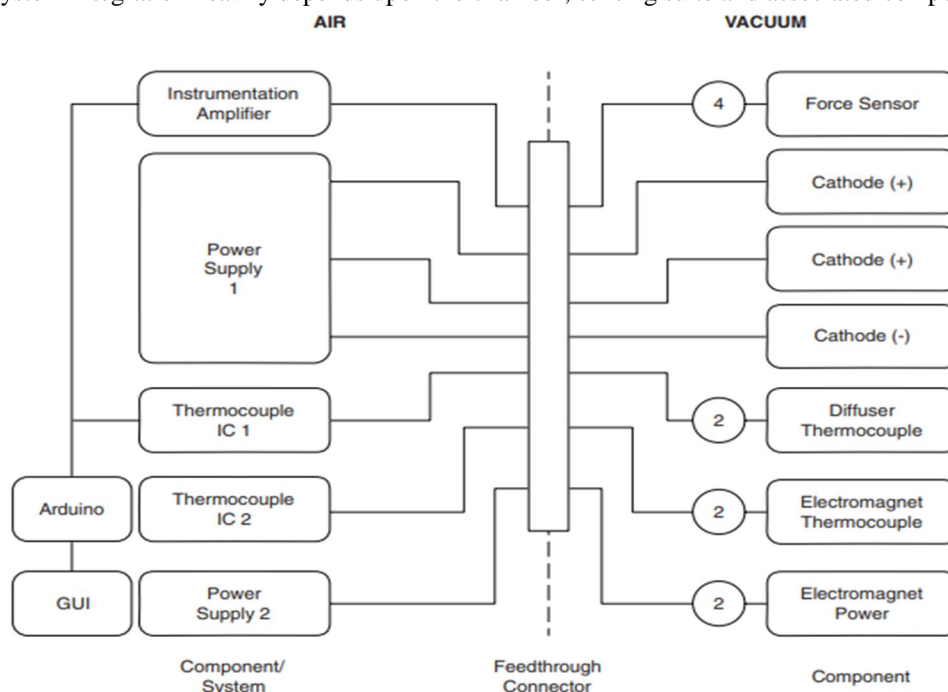 AIR
VACUUM
Instrumentation
Amplifier
4
Force Sensor
Cathode (+)
Power
Supply
1
Cathode (+)
Cathode (-)
Thermocouple
IC 1
2
Diffuser
Thermocouple
Arduino
Thermocouple
IC 2
2
Electromagnet
Thermocouple
GUI
Power
Supply 2
2
Electromagnet
Power
Component/
System
Feedthrough
Connector
Component